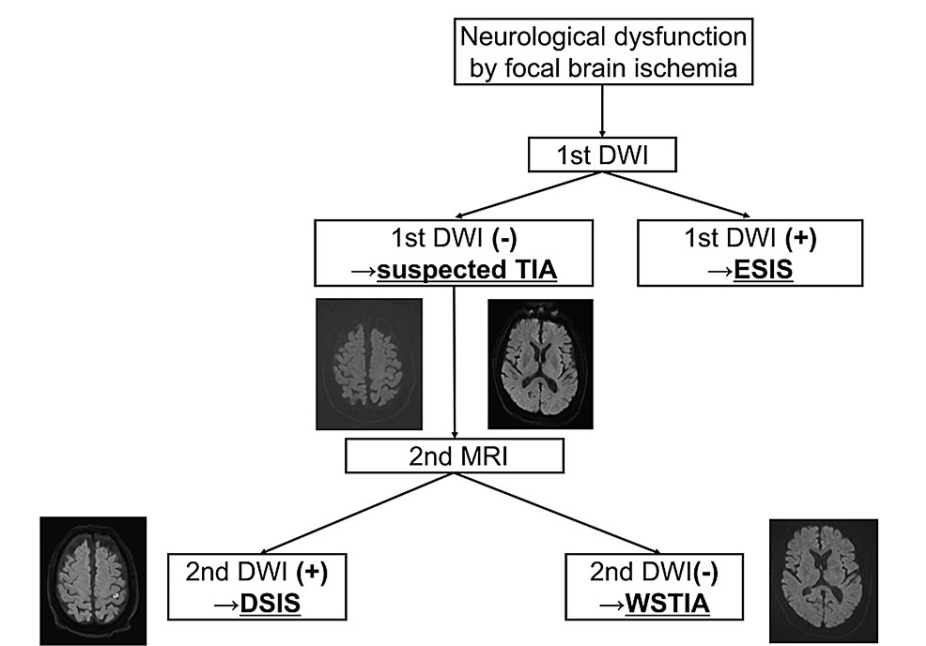 Neurological dysfunction
by focal brain ischemia
1st DWI
1st DWI (-)
→suspected TIA
1st DWI (+)
→ESIS
2nd MRI
2nd DWI (+)
→DSIS
2nd DWI(-)
→WSTIA